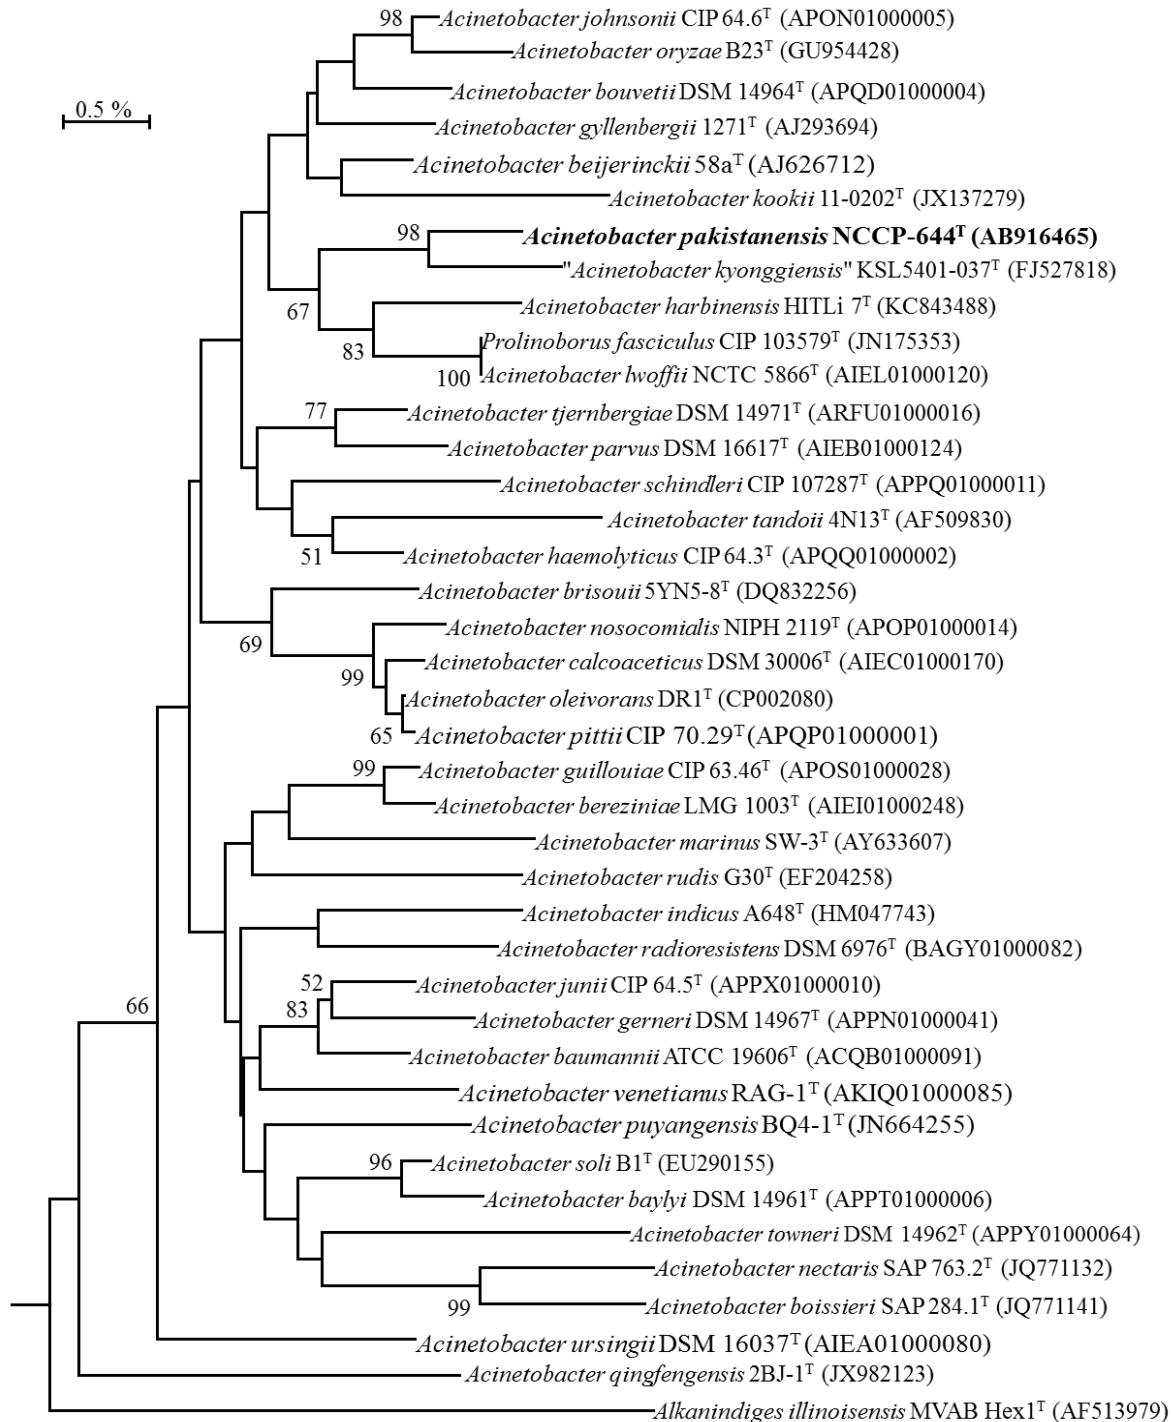 98 Acinetobacter johnsonii CIP 64.6ᵀ (APON01000005)
Acinetobacter oryzae B23ᵀ (GU954428)
Acinetobacter bouvetii DSM 14964ᵀ (APQD01000004)
0.5 %
Acinetobacter gyllenbergii 1271ᵀ (AJ293694)
Acinetobacter beijerinckii 58aᵀ (AJ626712)
Acinetobacter kookii 11-0202ᵀ (JX137279)
98 Acinetobacter pakistanensis NCCP-644ᵀ (AB916465)
"Acinetobacter kyonggiensis" KSL5401-037ᵀ (FJ527818)
67 Acinetobacter harbinensis HITLi 7ᵀ (KC843488)
Prolinoborus fasciculus CIP 103579ᵀ (JN175353)
83
100 Acinetobacter lwoffii NCTC 5866ᵀ (AIEL01000120)
77 Acinetobacter tjernbergiae DSM 14971ᵀ (ARFU01000016)
Acinetobacter parvus DSM 16617ᵀ (AIEB01000124)
Acinetobacter schindleri CIP 107287ᵀ (APPQ01000011)
Acinetobacter tandoii 4N13ᵀ (AF509830)
51 Acinetobacter haemolyticus CIP 64.3ᵀ (APQQ01000002)
Acinetobacter brisouii 5YN5-8ᵀ (DQ832256)
69 Acinetobacter nosocomialis NIPH 2119ᵀ (APOP01000014)
Acinetobacter calcoaceticus DSM 30006ᵀ (AIEC01000170)
99
Acinetobacter oleivorans DR1ᵀ (CP002080)
65 Acinetobacter pittii CIP 70.29ᵀ (APQP01000001)
99 Acinetobacter guillouiae CIP 63.46ᵀ (APOS01000028)
Acinetobacter bereziniae LMG 1003ᵀ (AIEI01000248)
Acinetobacter marinus SW-3ᵀ (AY633607)
Acinetobacter rudis G30ᵀ (EF204258)
Acinetobacter indicus A648ᵀ (HM047743)
Acinetobacter radioresistens DSM 6976ᵀ (BAGY01000082)
52 Acinetobacter junii CIP 64.5ᵀ (APPX01000010)
66 83 Acinetobacter gerneri DSM 14967ᵀ (APPN01000041)
Acinetobacter baumannii ATCC 19606ᵀ (ACQB01000091)
Acinetobacter venetianus RAG-1ᵀ (AKIQ01000085)
Acinetobacter puyangensis BQ4-1ᵀ (JN664255)
96 Acinetobacter soli B1ᵀ (EU290155)
Acinetobacter baylyi DSM 14961ᵀ (APPT01000006)
Acinetobacter towneri DSM 14962ᵀ (APPY01000064)
Acinetobacter nectaris SAP 763.2ᵀ (JQ771132)
99 Acinetobacter boissieri SAP 284.1ᵀ (JQ771141)
Acinetobacter ursingii DSM 16037ᵀ (AIEA01000080)
Acinetobacter qingfengensis 2BJ-1ᵀ (JX982123)
Alkanindiges illinoisensis MVAB Hex1ᵀ (AF513979)